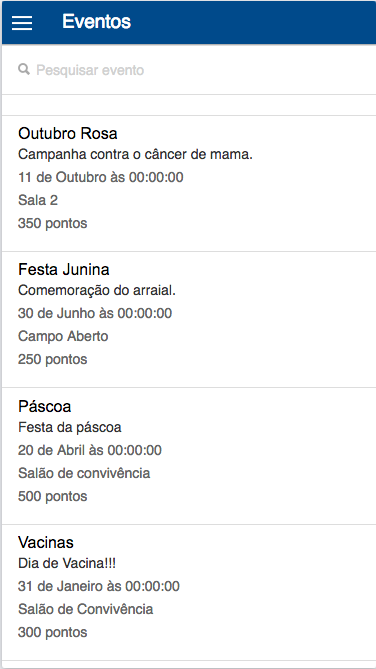 Eventos
Pesquisar evento
Outubro Rosa
Campanha contra o câncer de mama.
11 de Outubro às 00:00:00
Sala 2
350 pontos
Festa Junina
Comemoração do arraial.
30 de Junho às 00:00:00
Campo Aberto
250 pontos
Páscoa
Festa da páscoa
20 de Abril às 00:00:00
Salão de convivência
500 pontos
Vacinas
Dia de Vacina!!!
31 de Janeiro às 00:00:00
Salão de Convivência
300 pontos